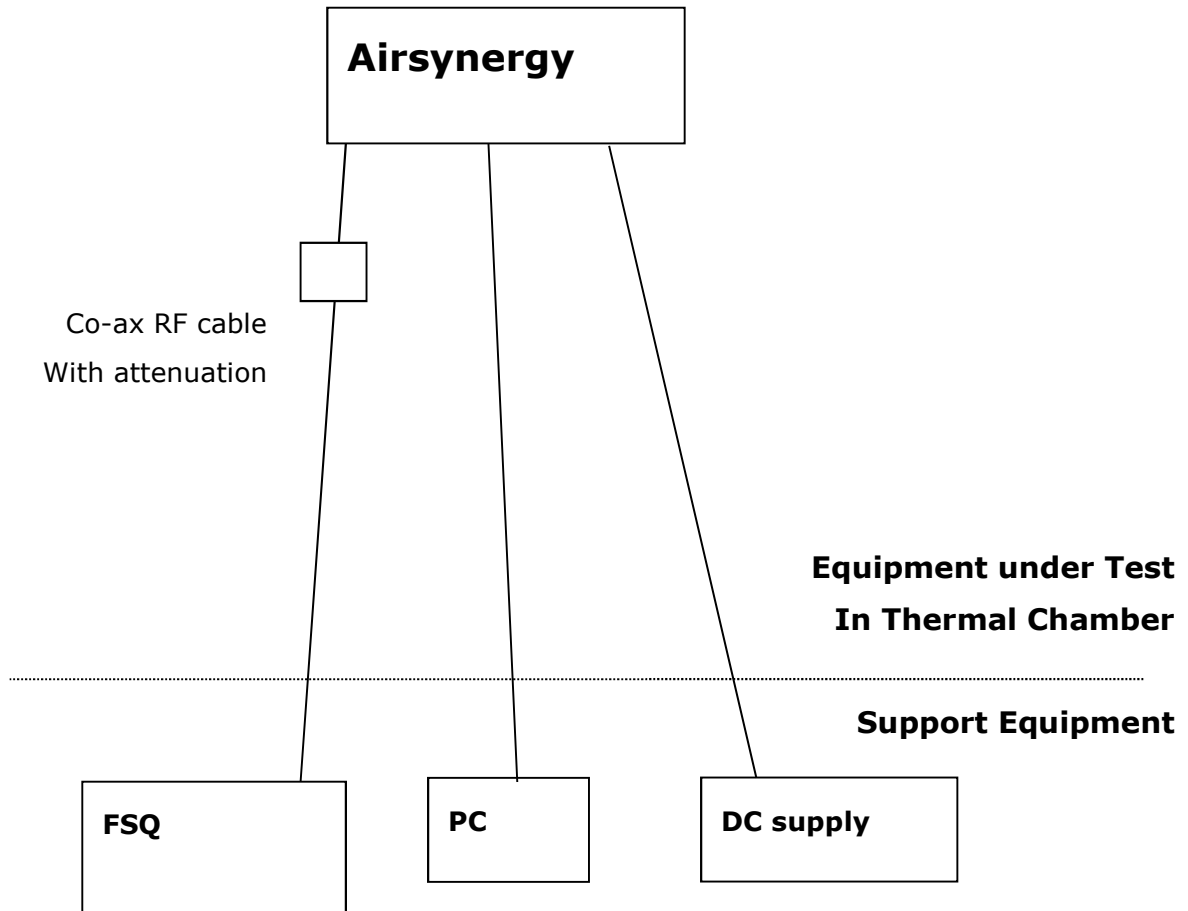 Airsynergy
Co-ax RF cable
With attenuation
Equipment under Test
In Thermal Chamber
Support Equipment
FSQ
PC
DC supply